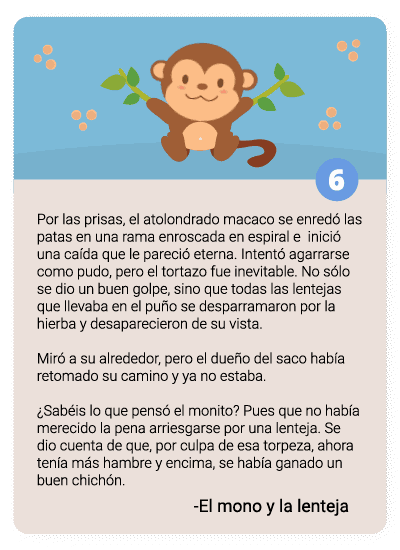 6
Por las prisas, el atolondrado macaco se enredó las
patas en una rama enroscada en espiral e inició
una caída que le pareció eterna. Intentó agarrarse
como pudo, pero el tortazo fue inevitable. No sólo
se dio un buen golpe, sino que todas las lentejas
que llevaba en el puño se desparramaron por la
hierba y desaparecieron de su vista.
Miró a su alrededor, pero el dueño del saco había
retomado su camino y ya no estaba.
¿Sabéis lo que pensó el monito? Pues que no había
merecido la pena arriesgarse por una lenteja. Se
dio cuenta de que, por culpa de esa torpeza, ahora
tenía más hambre y encima, se había ganado un
buen chichón.
-El mono y la lenteja